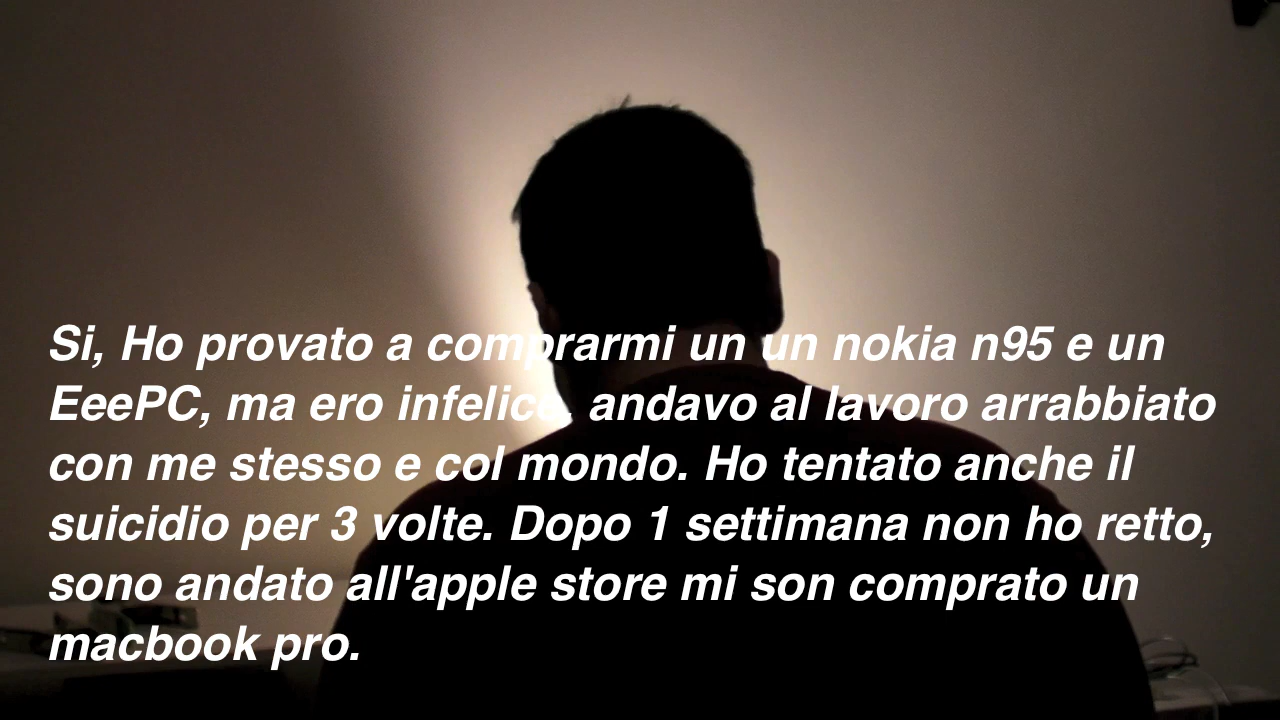 Si, Ho provato a comprarmi un un nokia n95 e un
EeePC, ma ero infelice, andavo al lavoro arrabbiato
con me stesso e col mondo. Ho tentato anche il
suicidio per 3 volte. Dopo 1 settimana non ho retto,
sono andato all'apple store mi son comprato un
macbook pro.